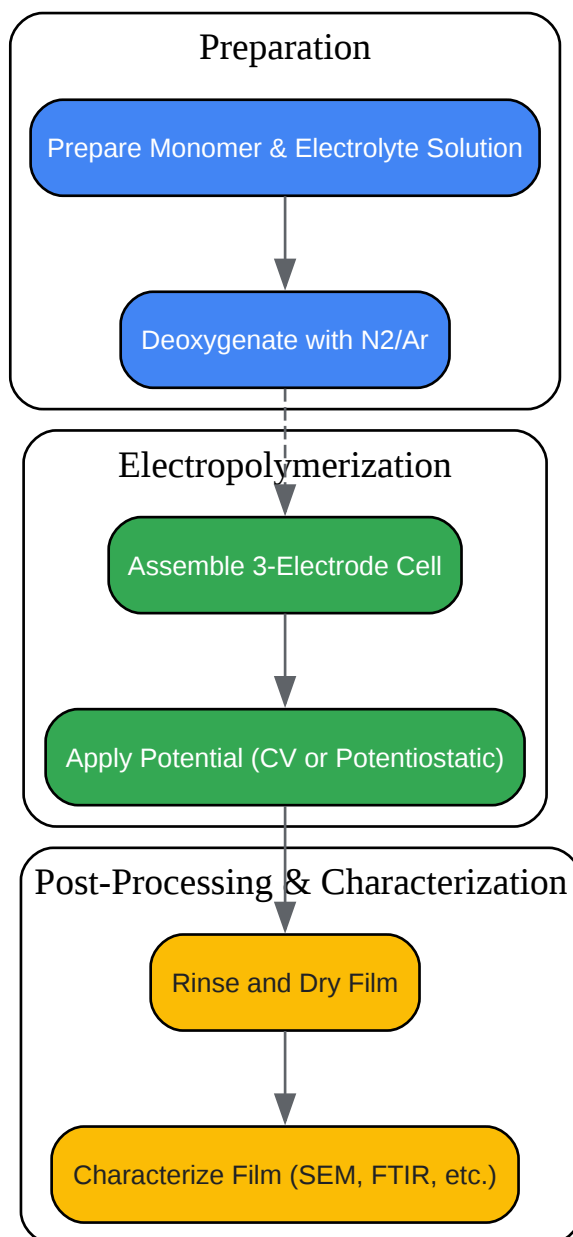 Preparation
Prepare Monomer & Electrolyte Solution
Deoxygenate with N2/Ar
Electropolymerization
Assemble 3-Electrode Cell
Apply Potential (CV or Potentiostatic)
Post-Processing & Characterization
Rinse and Dry Film
Characterize Film (SEM, FTIR, etc.)